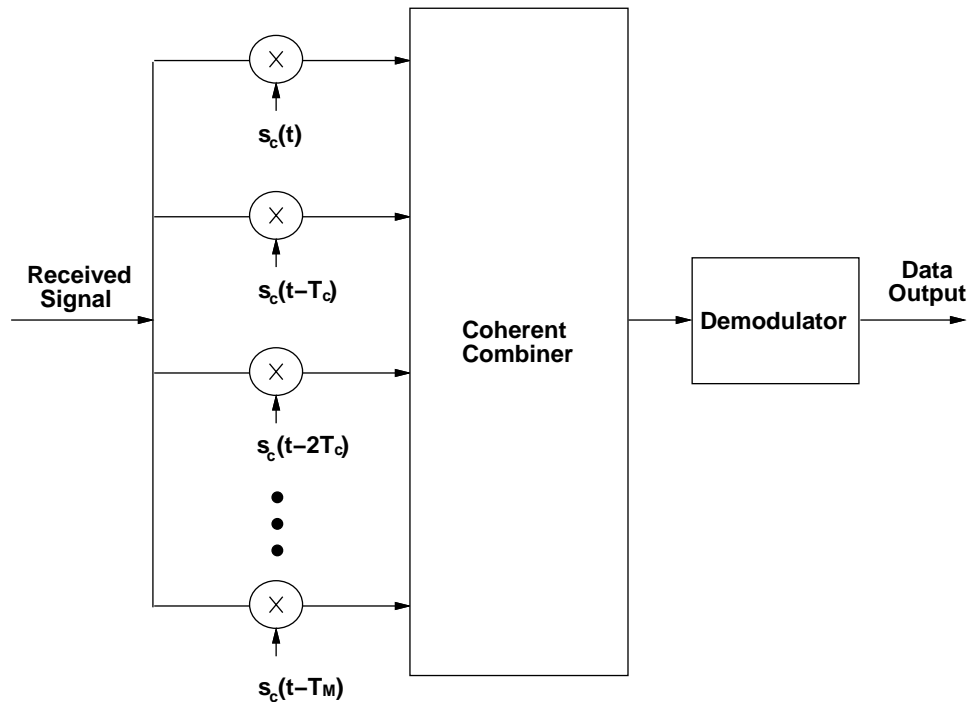 ×
s_c(t)
×
Received
Signal
s_c(t−T_c)
×
Coherent
Combiner
Demodulator
Data
Output
s_c(t−2T_c)
×
s_c(t−T_M)